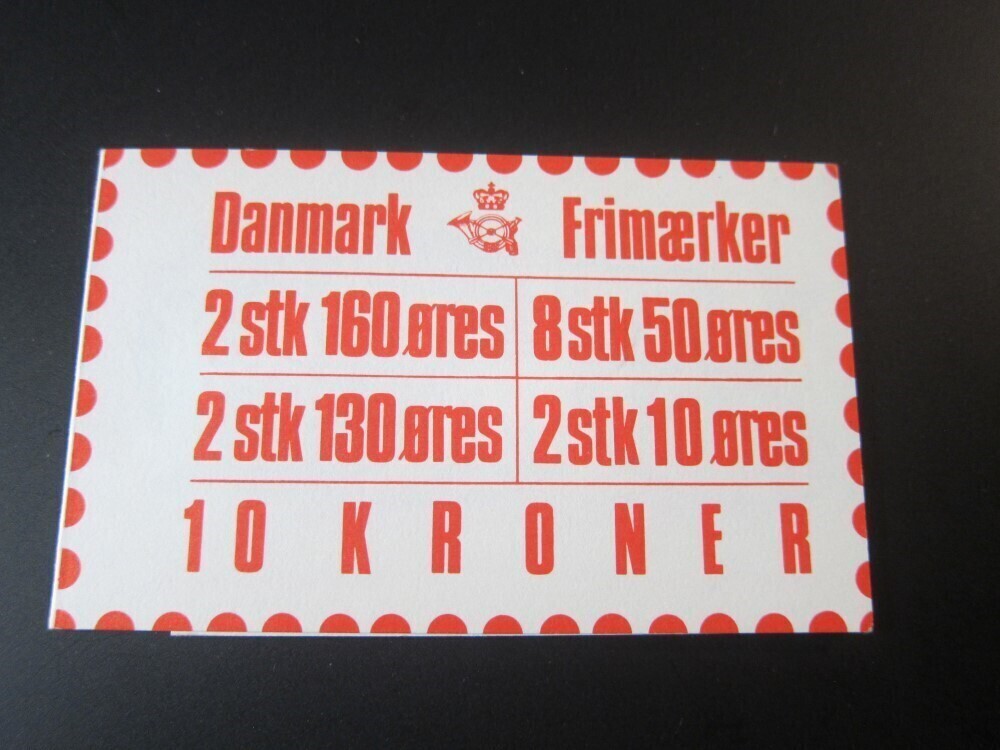 Danmark Frimærker
2 stk 160 øres 8 stk 50 øres
2 stk 130 øres 2 stk 10 øres
10 KRONER